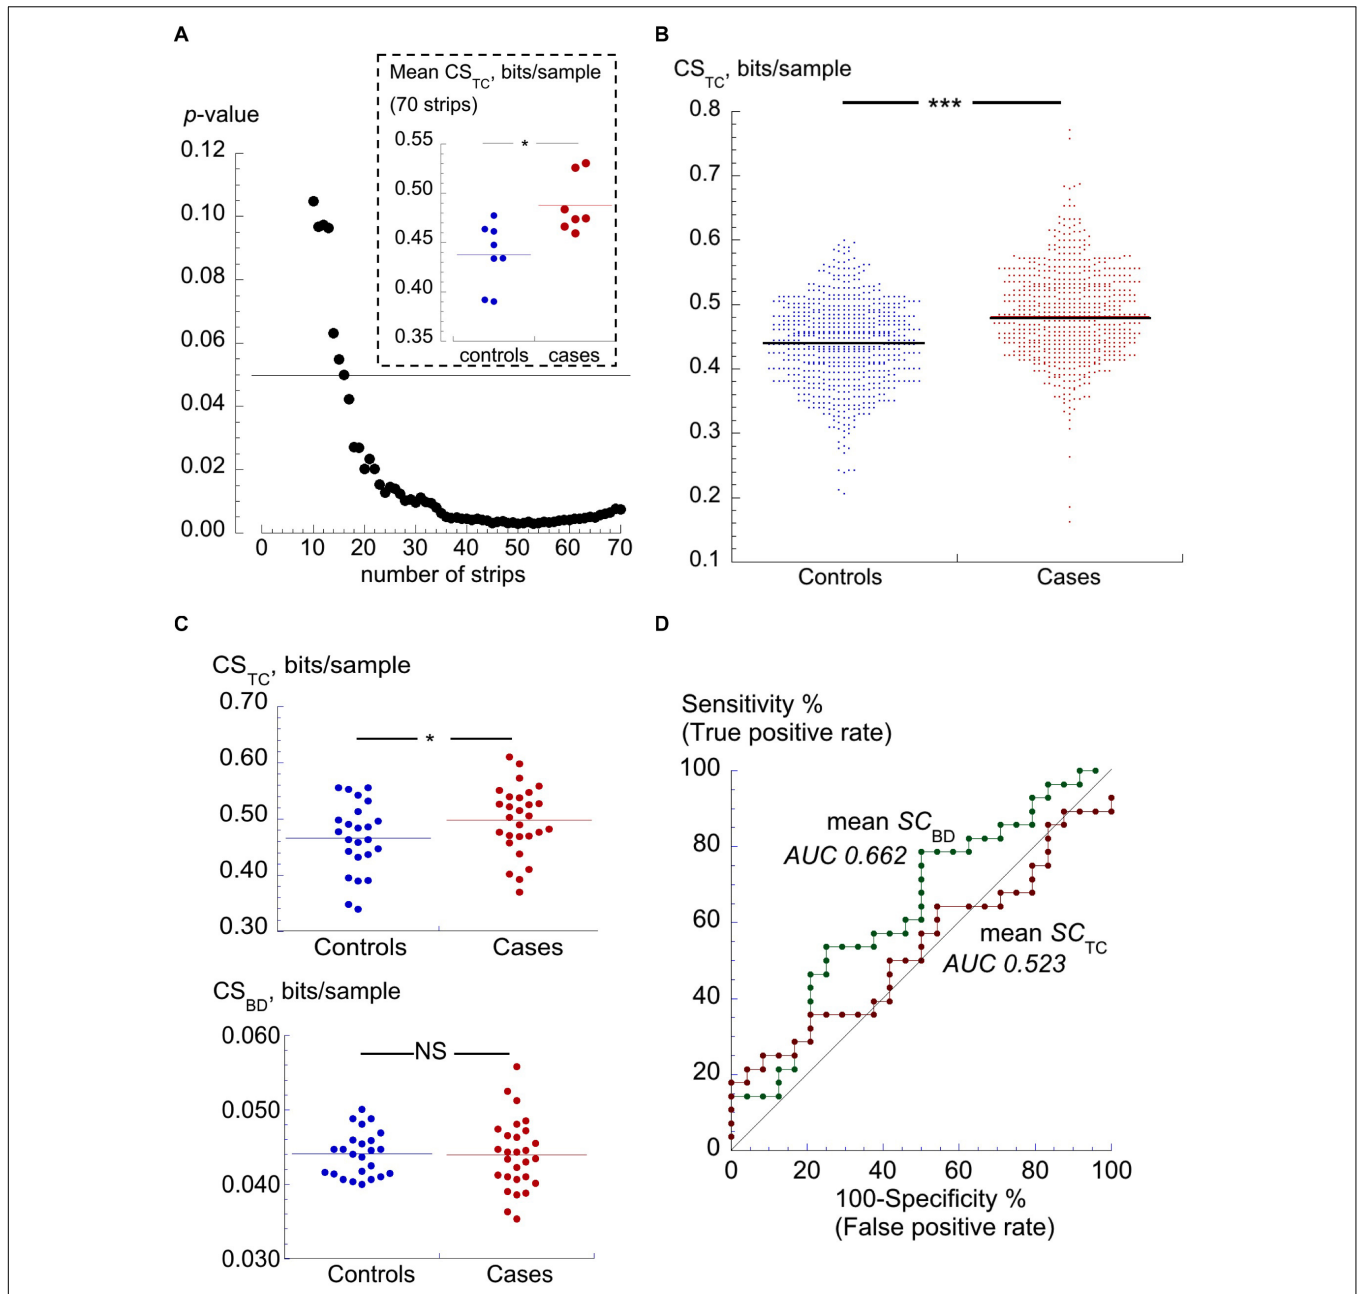 A
p-value
0.12
0.10
0.08
0.06
0.04
0.02
0.00
0 10 20 30 40 50 60 70
number of strips
Mean CS_TC, bits/sample
(70 strips)
0.55
0.50
0.45
0.40
0.35
*
controls cases
B
CS_TC, bits/sample
***
0.8
0.7
0.6
0.5
0.4
0.3
0.2
0.1
Controls Cases
C
CS_TC, bits/sample
0.70
0.60
0.50
0.40
0.30
*
Controls Cases
CS_BD, bits/sample
0.060
0.050
0.040
0.030
NS
Controls Cases
D
Sensitivity %
(True positive rate)
100
80
60
40
20
0
mean SC_BD
AUC 0.662
mean SC_TC
AUC 0.523
0 20 40 60 80 100
100-Specificity %
(False positive rate)